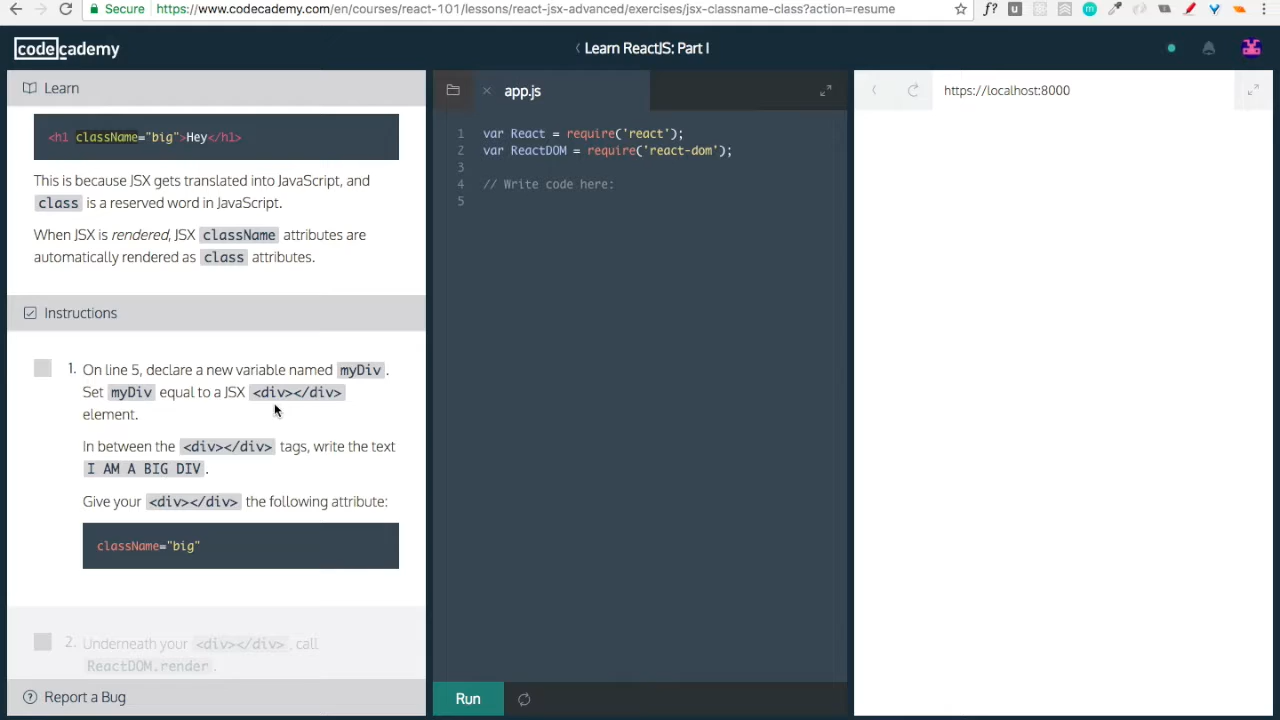 Secure https://www.codecademy.com/en/courses/react-101/lessons/react-jsx-advanced/exercises/jsx-classname-class?action=resume
codecademy
Learn ReactJS: Part I
Learn
<h1 className="big">Hey</h1>
This is because JSX gets translated into JavaScript, and
class is a reserved word in JavaScript.
When JSX is rendered, JSX className attributes are
automatically rendered as class attributes.
Instructions
1. On line 5, declare a new variable named myDiv.
Set myDiv equal to a JSX <div></div>
element.
In between the <div></div> tags, write the text
I AM A BIG DIV.
Give your <div></div> the following attribute:
className="big"
2. Underneath your <div></div>, call
ReactDOM.render.
Report a Bug
app.js
1 var React = require('react');
2 var ReactDOM = require('react-dom');
3
4 // Write code here:
5
Run
https://localhost:8000